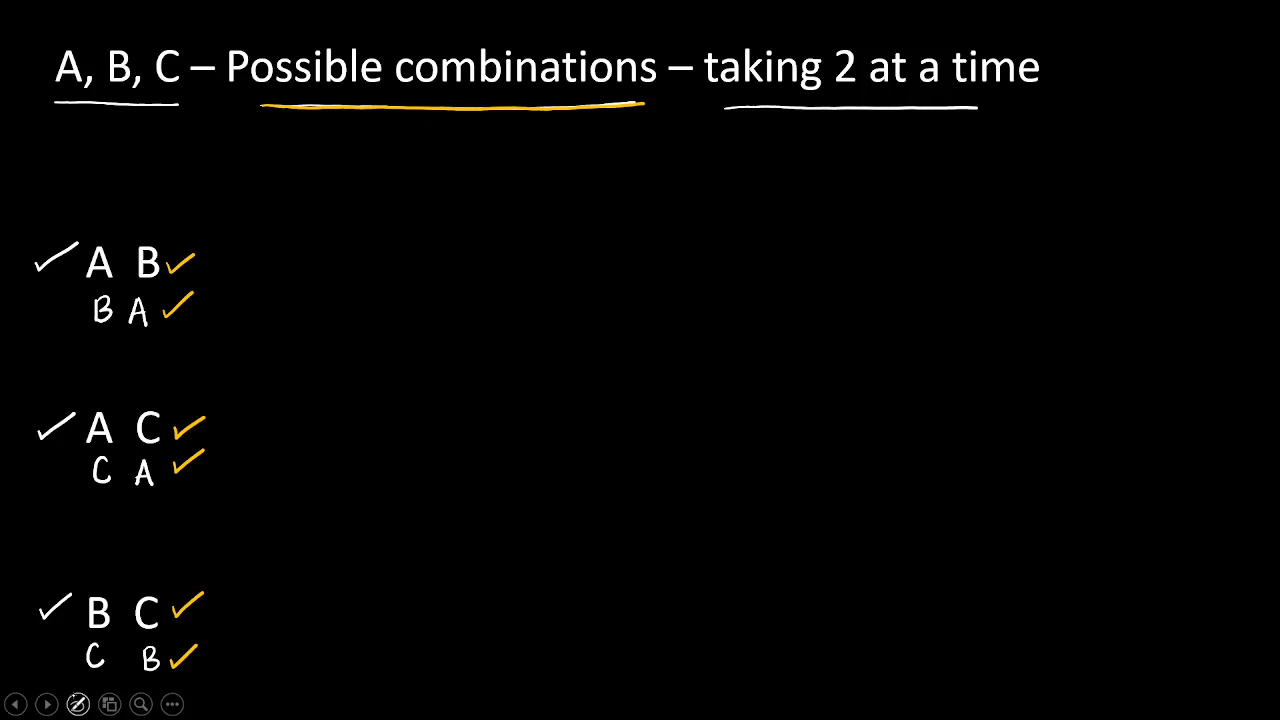 A, B, C – Possible combinations – taking 2 at a time
A B
B A
A C
C A
B C
C B